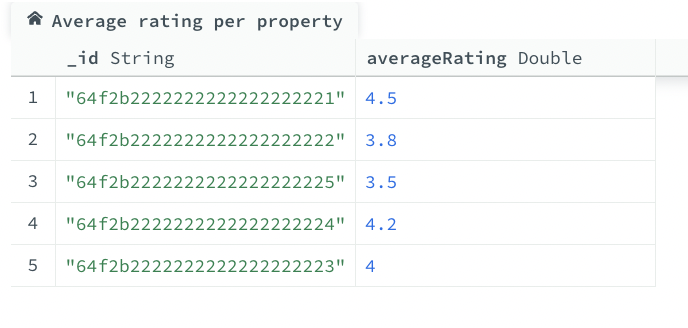 Average rating per property
_id String averageRating Double
1 "64f2b2222222222222222221" 4.5
2 "64f2b2222222222222222222" 3.8
3 "64f2b2222222222222222225" 3.5
4 "64f2b2222222222222222224" 4.2
5 "64f2b2222222222222222223" 4